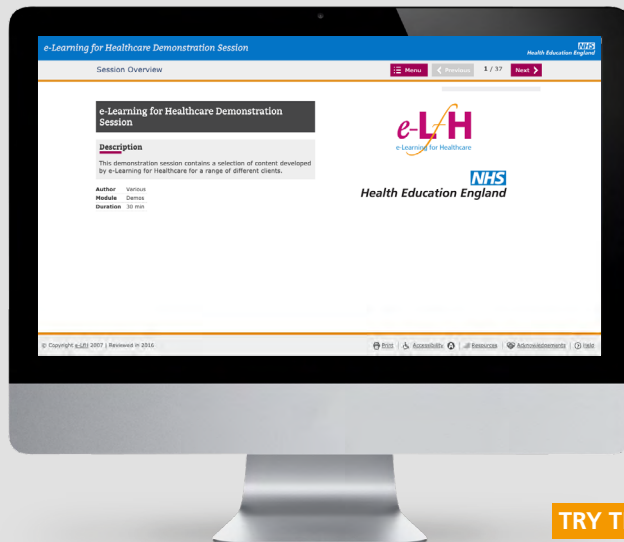 e-Learning for Healthcare Demonstration Session
NHS
Health Education England
Session Overview
Menu
Previous
1 / 37
Next
e-Learning for Healthcare Demonstration
Session
Description
This demonstration session contains a selection of content developed
by e-Learning for Healthcare for a range of different clients.
Author Various
Module Demos
Duration 30 min
e-LfH
e-Learning for Healthcare
NHS
Health Education England
© Copyright e-LfH 2007 | Reviewed in 2016
Print | Accessibility | Resources | Acknowledgements | Help
TRY